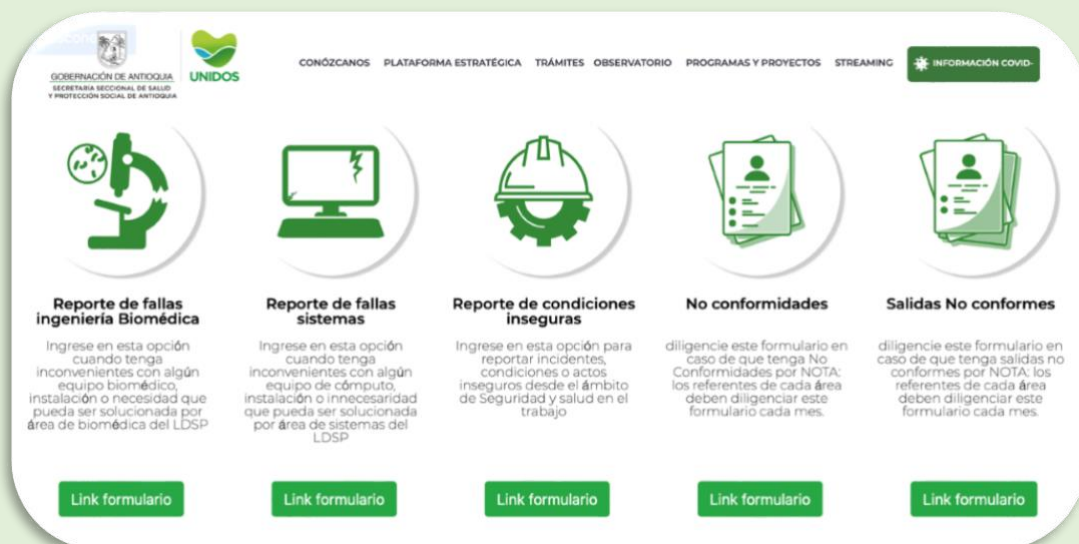 GOBERNACIÓN DE ANTIOQUIA
SECRETARÍA SECCIONAL DE SALUD
Y PROTECCIÓN SOCIAL DE ANTIOQUIA
UNIDOS
CONÓZCANOS PLATAFORMA ESTRATÉGICA TRÁMITES OBSERVATORIO PROGRAMAS Y PROYECTOS STREAMING INFORMACIÓN COVID-
Reporte de fallas
ingeniería Biomédica
Ingrese en esta opción
cuando tenga
inconvenientes con algún
equipo biomédico,
instalación o necesidad que
pueda ser solucionada por
área de biomédica del LDSP
Link formulario
Reporte de fallas
sistemas
Ingrese en esta opción
cuando tenga
inconvenientes con algún
equipo de cómputo,
instalación o innecesaridad
que pueda ser solucionada
por área de sistemas del
LDSP
Link formulario
Reporte de condiciones
inseguras
Ingrese en esta opción para
reportar incidentes,
condiciones o actos
inseguros desde el ámbito
de Seguridad y salud en el
trabajo
Link formulario
No conformidades
diligencie este formulario en
caso de que tenga No
Conformidades por NOTA:
los referentes de cada área
deben diligenciar este
formulario cada mes.
Link formulario
Salidas No conformes
diligencie este formulario en
caso de que tenga salidas no
conformes por NOTA: los
referentes de cada área
deben diligenciar este
formulario cada mes.
Link formulario